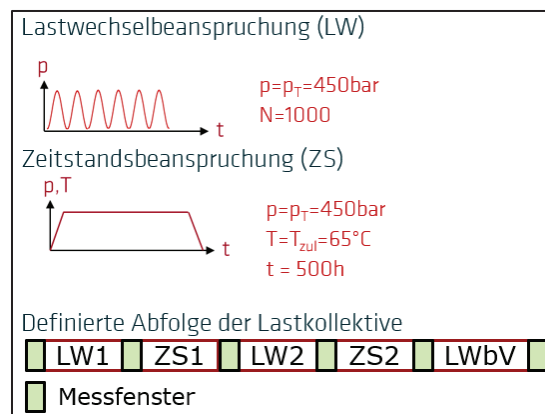 Lastwechselbeanspruchung (LW)
p
p=pT=450bar
N=1000
t
Zeitstandsbeanspruchung (ZS)
p,T
p=pT=450bar
T=Tzul=65°C
t = 500h
t
Definierte Abfolge der Lastkollektive
LW1 ZS1 LW2 ZS2 LWbV
Messfenster